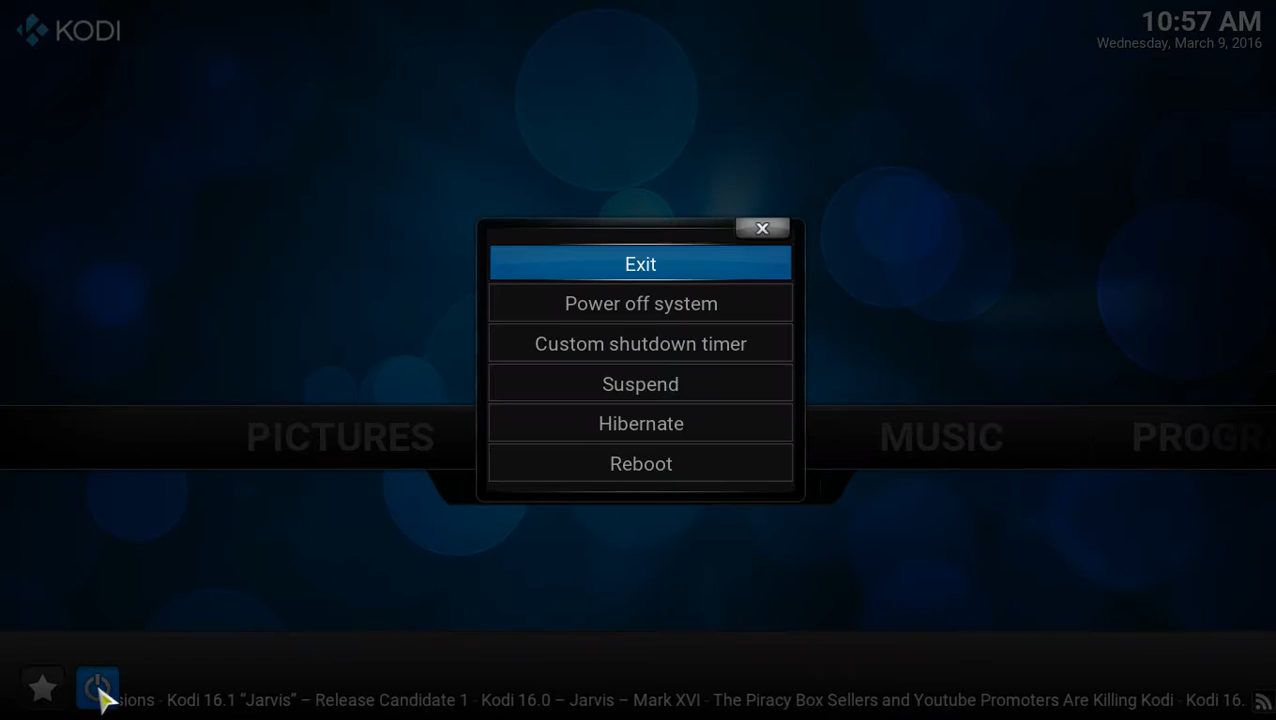 KODI
10:57 AM
Wednesday, March 9, 2016
Exit
Power off system
Custom shutdown timer
Suspend
Hibernate
Reboot
PICTURES
MUSIC
PROGRA
sions - Kodi 16.1 “Jarvis” – Release Candidate 1 - Kodi 16.0 – Jarvis – Mark XVI - The Piracy Box Sellers and Youtube Promoters Are Killing Kodi - Kodi 16.